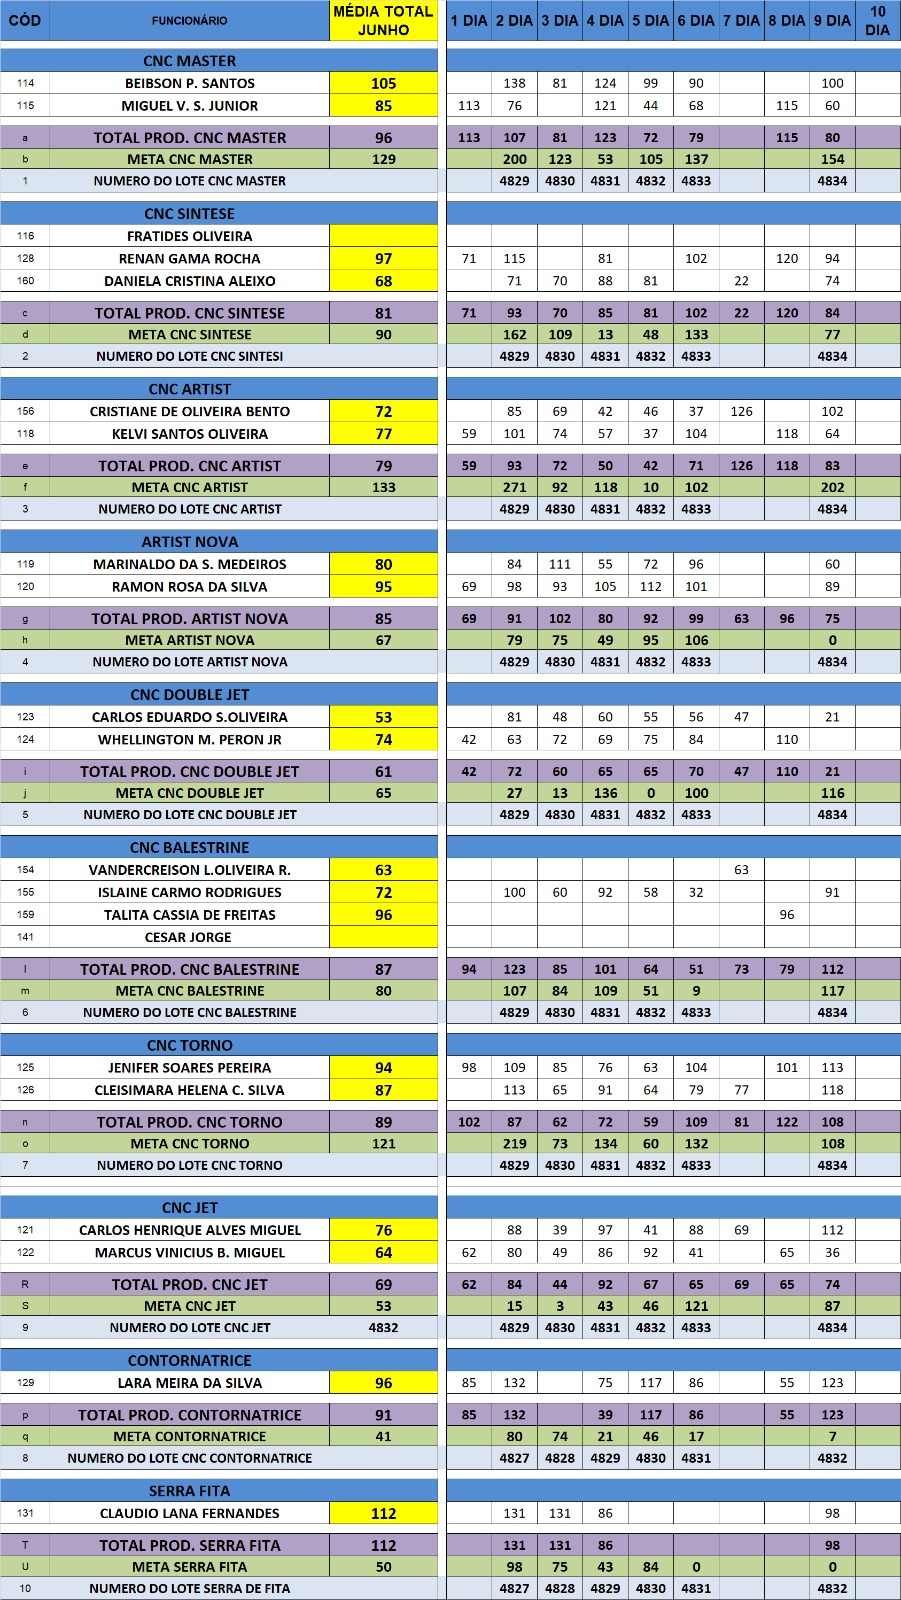 CÓD FUNCIONÁRIO MÉDIA TOTAL JUNHO 1 DIA 2 DIA 3 DIA 4 DIA 5 DIA 6 DIA 7 DIA 8 DIA 9 DIA 10 DIA
CNC MASTER
114 BEIBSON P. SANTOS 105 138 81 124 99 90 100
115 MIGUEL V. S. JUNIOR 85 113 76 121 44 68 115 60
a TOTAL PROD. CNC MASTER 96 113 107 81 123 72 79 115 80
b META CNC MASTER 129 200 123 53 105 137 154
1 NUMERO DO LOTE CNC MASTER 4829 4830 4831 4832 4833 4834
CNC SINTESE
116 FRATIDES OLIVEIRA
128 RENAN GAMA ROCHA 97 71 115 81 102 120 94
160 DANIELA CRISTINA ALEIXO 68 71 70 88 81 22 74
c TOTAL PROD. CNC SINTESE 81 71 93 70 85 81 102 22 120 84
d META CNC SINTESE 90 162 109 13 48 133 77
2 NUMERO DO LOTE CNC SINTESI 4829 4830 4831 4832 4833 4834
CNC ARTIST
156 CRISTIANE DE OLIVEIRA BENTO 72 85 69 42 46 37 126 102
118 KELVI SANTOS OLIVEIRA 77 59 101 74 57 37 104 118 64
e TOTAL PROD. CNC ARTIST 79 59 93 72 50 42 71 126 118 83
f META CNC ARTIST 133 271 92 118 10 102 202
3 NUMERO DO LOTE CNC ARTIST 4829 4830 4831 4832 4833 4834
ARTIST NOVA
119 MARINALDO DA S. MEDEIROS 80 84 111 55 72 96 60
120 RAMON ROSA DA SILVA 95 69 98 93 105 112 101 89
g TOTAL PROD. ARTIST NOVA 85 69 91 102 80 92 99 63 96 75
h META ARTIST NOVA 67 79 75 49 95 106 0
4 NUMERO DO LOTE ARTIST NOVA 4829 4830 4831 4832 4833 4834
CNC DOUBLE JET
123 CARLOS EDUARDO S.OLIVEIRA 53 81 48 60 55 56 47 21
124 WHELLINGTON M. PERON JR 74 42 63 72 69 75 84 110
i TOTAL PROD. CNC DOUBLE JET 61 42 72 60 65 65 70 47 110 21
j META CNC DOUBLE JET 65 27 13 136 0 100 116
5 NUMERO DO LOTE CNC DOUBLE JET 4829 4830 4831 4832 4833 4834
CNC BALESTRINE
154 VANDERCREISON L.OLIVEIRA R. 63 63
155 ISLAINE CARMO RODRIGUES 72 100 60 92 58 32 91
159 TALITA CASSIA DE FREITAS 96 96
141 CESAR JORGE
l TOTAL PROD. CNC BALESTRINE 87 94 123 85 101 64 51 73 79 112
m META CNC BALESTRINE 80 107 84 109 51 9 117
6 NUMERO DO LOTE CNC BALESTRINE 4829 4830 4831 4832 4833 4834
CNC TORNO
125 JENIFER SOARES PEREIRA 94 98 109 85 76 63 104 101 113
126 CLEISIMARA HELENA C. SILVA 87 113 65 91 64 79 77 118
n TOTAL PROD. CNC TORNO 89 102 87 62 72 59 109 81 122 108
o META CNC TORNO 121 219 73 134 60 132 108
7 NUMERO DO LOTE CNC TORNO 4829 4830 4831 4832 4833 4834
CNC JET
121 CARLOS HENRIQUE ALVES MIGUEL 76 88 39 97 41 88 69 112
122 MARCUS VINICIUS B. MIGUEL 64 62 80 49 86 92 41 65 36
R TOTAL PROD. CNC JET 69 62 84 44 92 67 65 69 65 74
S META CNC JET 53 15 3 43 46 121 87
9 NUMERO DO LOTE CNC JET 4832 4829 4830 4831 4832 4833 4834
CONTORNATRICE
129 LARA MEIRA DA SILVA 96 85 132 75 117 86 55 123
p TOTAL PROD. CONTORNATRICE 91 85 132 39 117 86 55 123
q META CONTORNATRICE 41 80 74 21 46 17 7
8 NUMERO DO LOTE CNC CONTORNATRICE 4827 4828 4829 4830 4831 4832
SERRA FITA
131 CLAUDIO LANA FERNANDES 112 131 131 86 98
T TOTAL PROD. SERRA FITA 112 131 131 86 98
U META SERRA FITA 50 98 75 43 84 0 0
10 NUMERO DO LOTE SERRA DE FITA 4827 4828 4829 4830 4831 4832